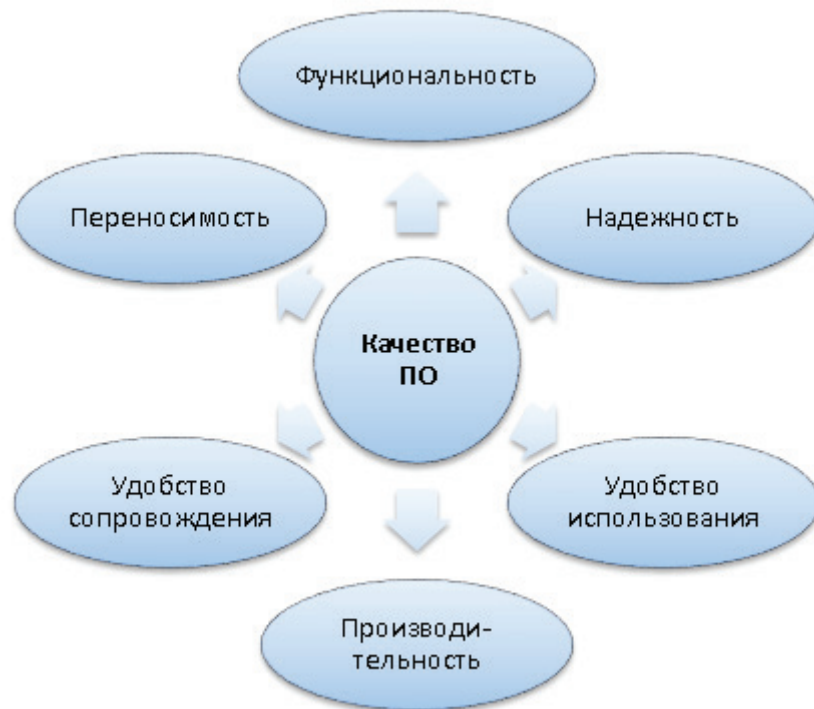 Функциональность
Переносимость
Надежность
Качество
ПО
Удобство
сопровождения
Удобство
использования
Производи-
тельность